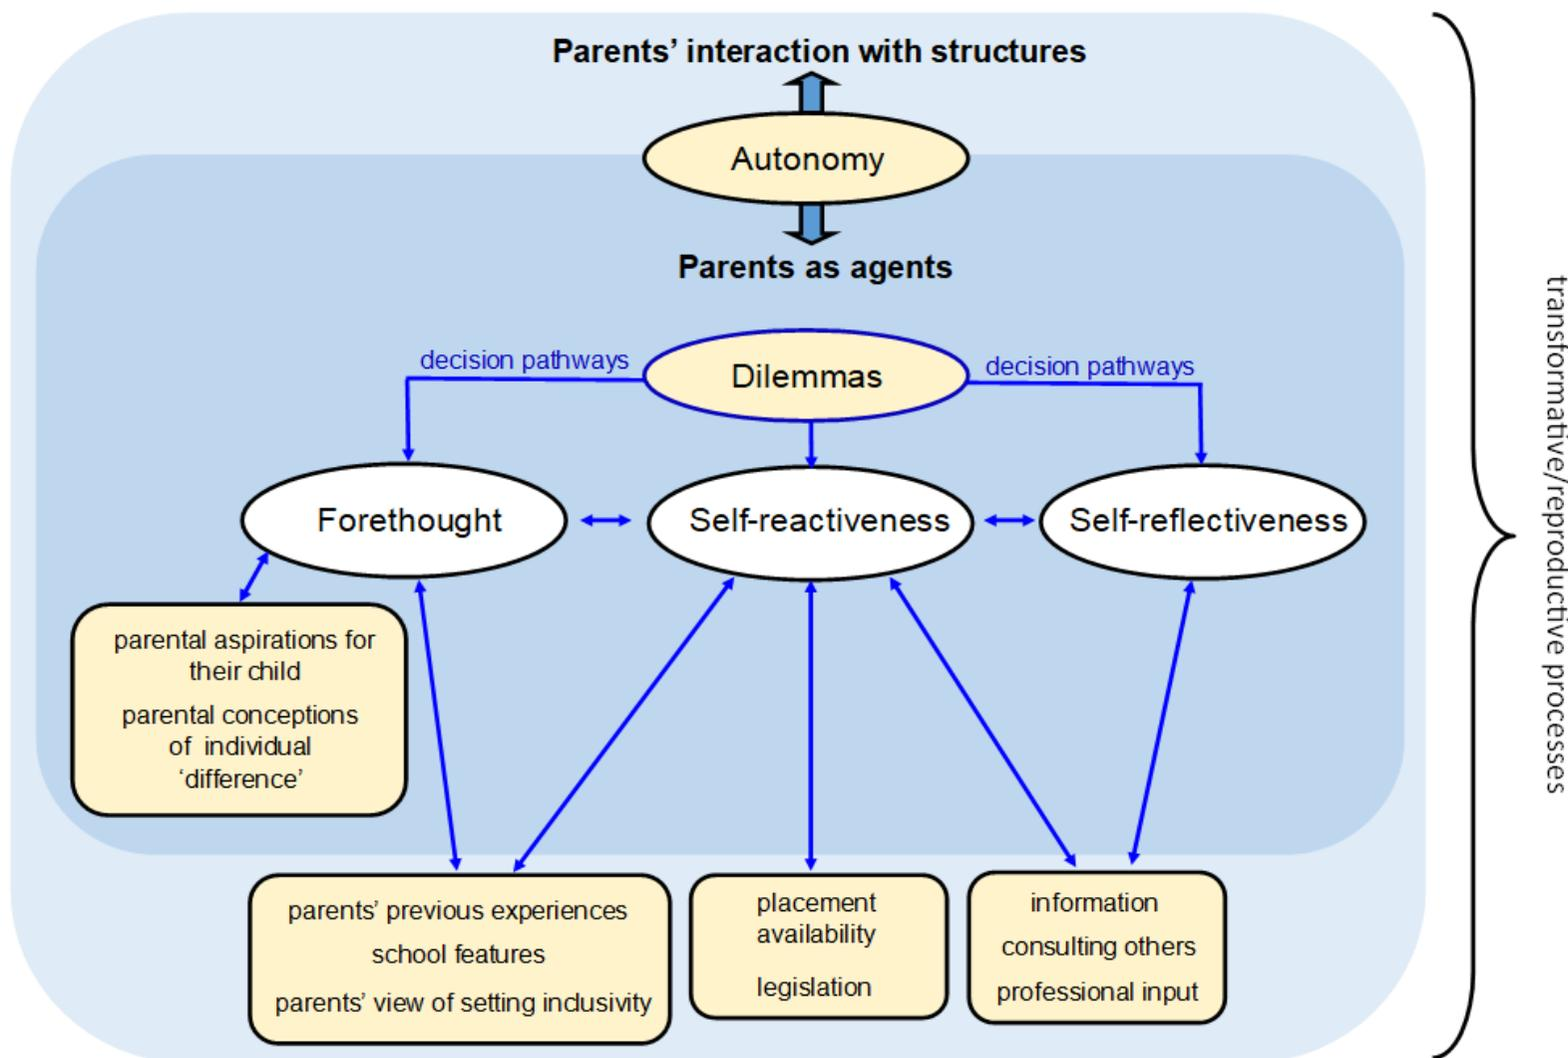 Parents’ interaction with structures
Autonomy
Parents as agents
decision pathways
Dilemmas
decision pathways
Forethought
Self-reactiveness
Self-reflectiveness
parental aspirations for
their child
parental conceptions
of individual
‘difference’
parents’ previous experiences
school features
parents’ view of setting inclusivity
placement
availability
legislation
information
consulting others
professional input
transformative/reproductive processes